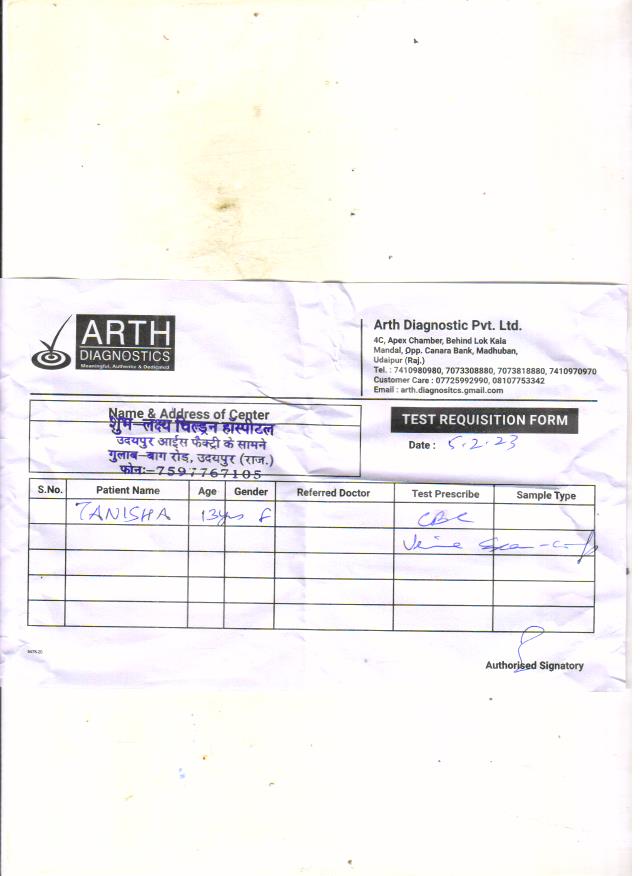 ARTH
DIAGNOSTICS
Meaningful, Authentic & Dedicated
Arth Diagnostic Pvt. Ltd.
4C, Apex Chamber, Behind Lok Kala
Mandal, Opp. Canara Bank, Madhuban,
Udaipur (Raj.)
Tel. : 7410980980, 7073308880, 7073818880, 7410970970
Customer Care : 07725992990, 08107753342
Email : arth.diagnositcs.gmail.com
Name & Address of Center
शुभ-लक्ष्य चिल्ड्रन हास्पीटल
उदयपुर आईस फैक्ट्री के सामने
गुलाब-बाग रोड, उदयपुर (राज.)
फोन:-7597767105
TEST REQUISITION FORM
Date : 5.2.23
S.No. Patient Name Age Gender Referred Doctor Test Prescribe Sample Type
TANISHA 13yrs f CBC
Authorised Signatory